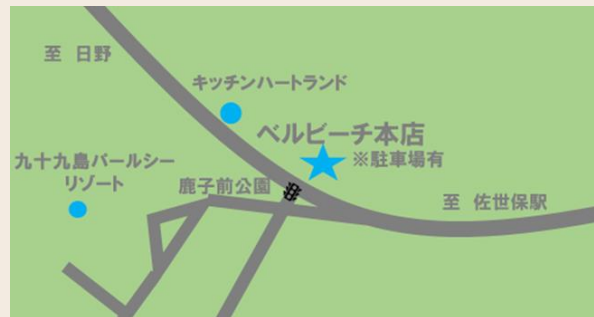 至 日野
キッチンハートランド
ベルビーチ本店
※駐車場有
九十九島パールシー
リゾート
鹿子前公園
至 佐世保駅